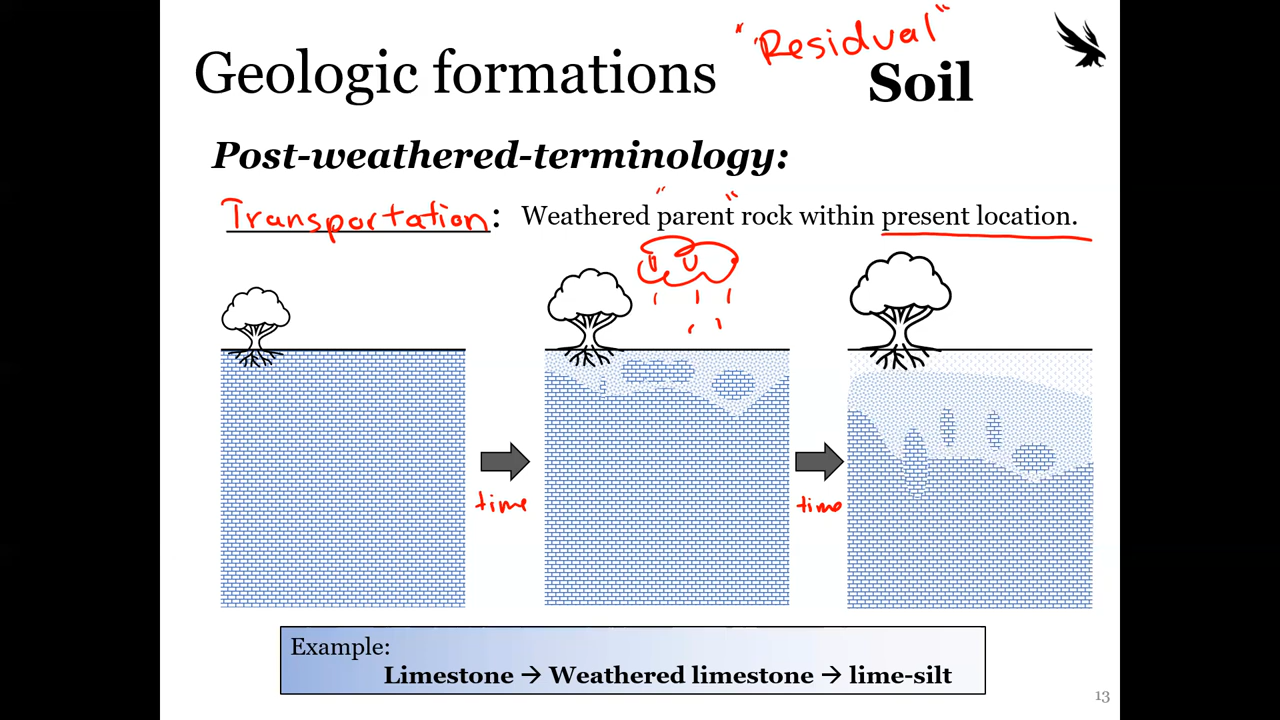 "Residual"
Geologic formations
Soil
Post-weathered-terminology:
Transportation: Weathered "parent" rock within present location.
time
time
Example:
Limestone → Weathered limestone → lime-silt
13